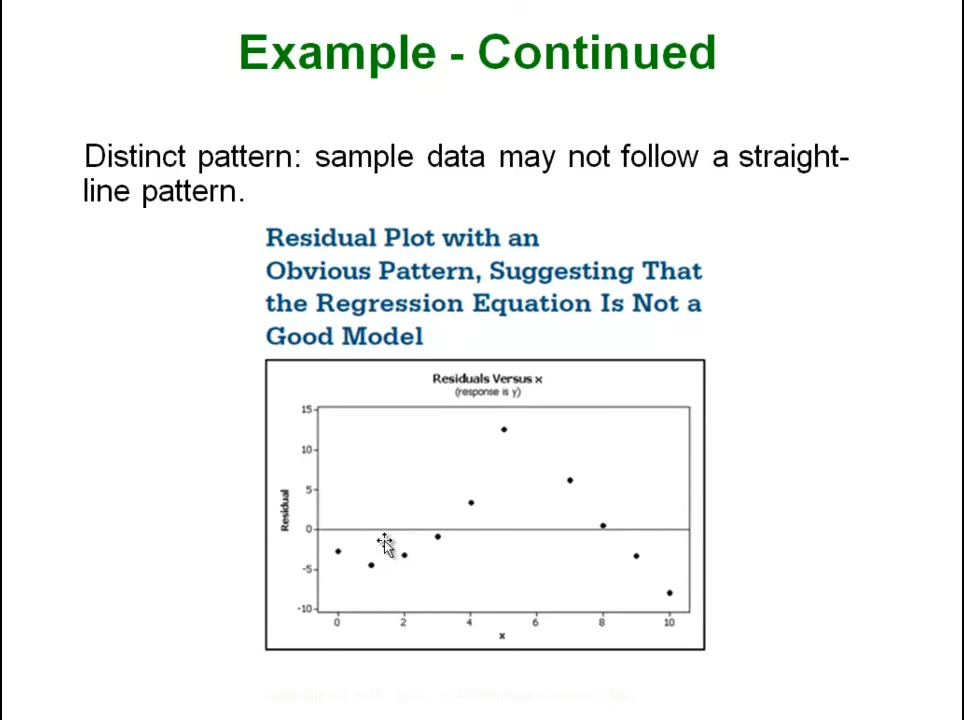 Example - Continued
Distinct pattern: sample data may not follow a straight-
line pattern.
Residual Plot with an
Obvious Pattern, Suggesting That
the Regression Equation Is Not a
Good Model
Residuals Versus x
(response is y)
15
10
5
0
-5
-10
Residual
0 2 4 6 8 10
x